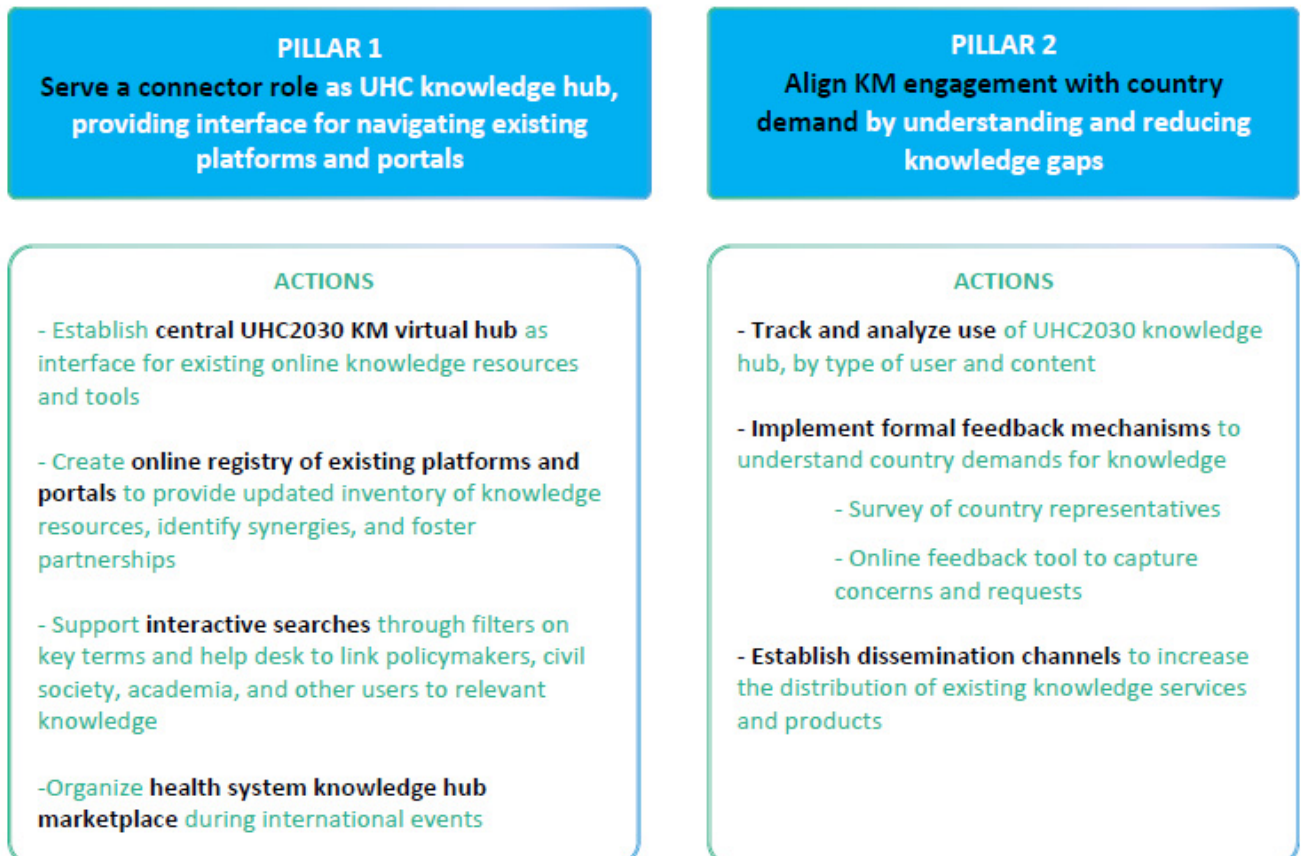 PILLAR 1
Serve a connector role as UHC knowledge hub,
providing interface for navigating existing
platforms and portals
ACTIONS
- Establish central UHC2030 KM virtual hub as
interface for existing online knowledge resources
and tools
- Create online registry of existing platforms and
portals to provide updated inventory of knowledge
resources, identify synergies, and foster
partnerships
- Support interactive searches through filters on
key terms and help desk to link policymakers, civil
society, academia, and other users to relevant
knowledge
-Organize health system knowledge hub
marketplace during international events
PILLAR 2
Align KM engagement with country
demand by understanding and reducing
knowledge gaps
ACTIONS
- Track and analyze use of UHC2030 knowledge
hub, by type of user and content
- Implement formal feedback mechanisms to
understand country demands for knowledge
- Survey of country representatives
- Online feedback tool to capture
concerns and requests
- Establish dissemination channels to increase
the distribution of existing knowledge services
and products